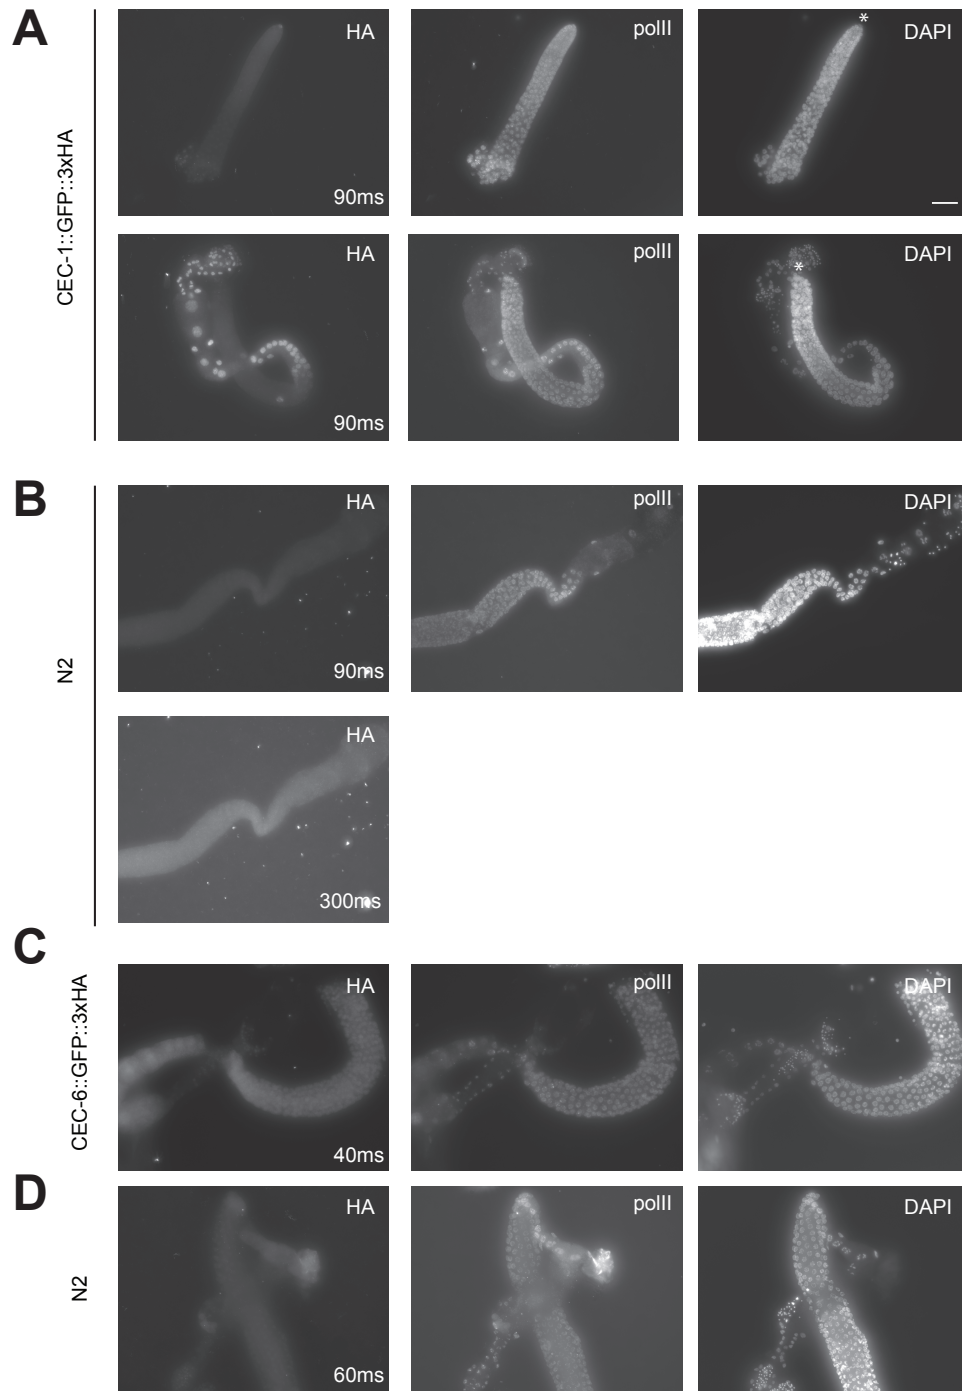 A
CEC-1::GFP::3xHA
HA
polII
DAPI
*
90ms
HA
polII
DAPI
*
90ms
B
N2
HA
polII
DAPI
90ms
HA
300ms
C
CEC-6::GFP::3xHA
HA
polII
DAPI
40ms
D
N2
HA
polII
DAPI
60ms